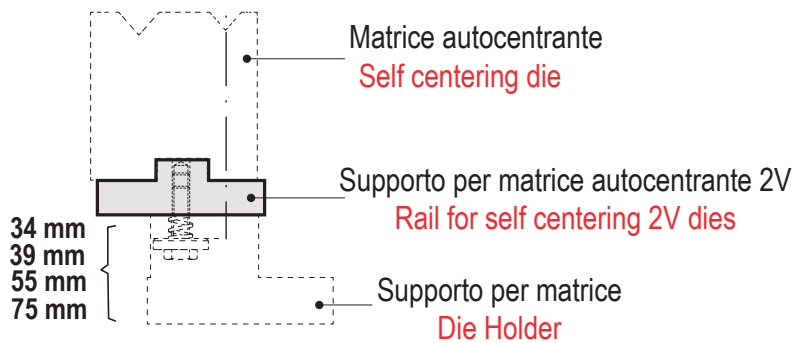 Matrice autocentrante
Self centering die
Supporto per matrice autocentrante 2V
Rail for self centering 2V dies
34 mm
39 mm
55 mm
75 mm
Supporto per matrice
Die Holder